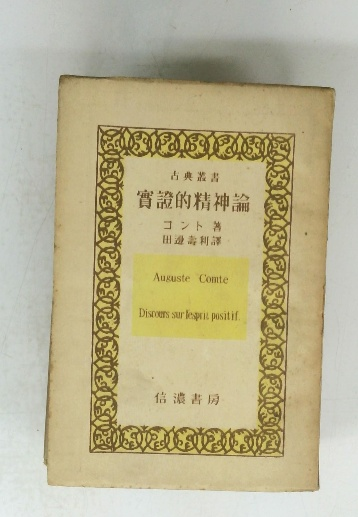 古典叢書
實證的精神論
コント著
田邊壽利譯
Auguste Comte
Discours sur l'esprit positif.
信濃書房